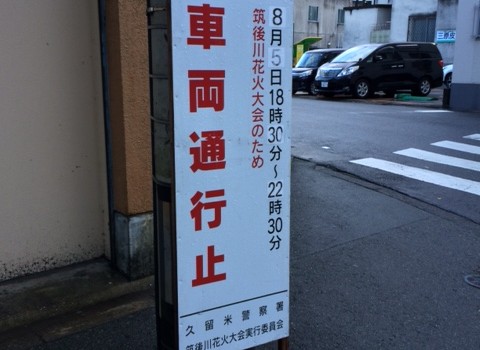 8月5日18時30分～22時30分
筑後川花火大会のため
車両通行止
久留米警察署
筑後川花火大会実行委員会